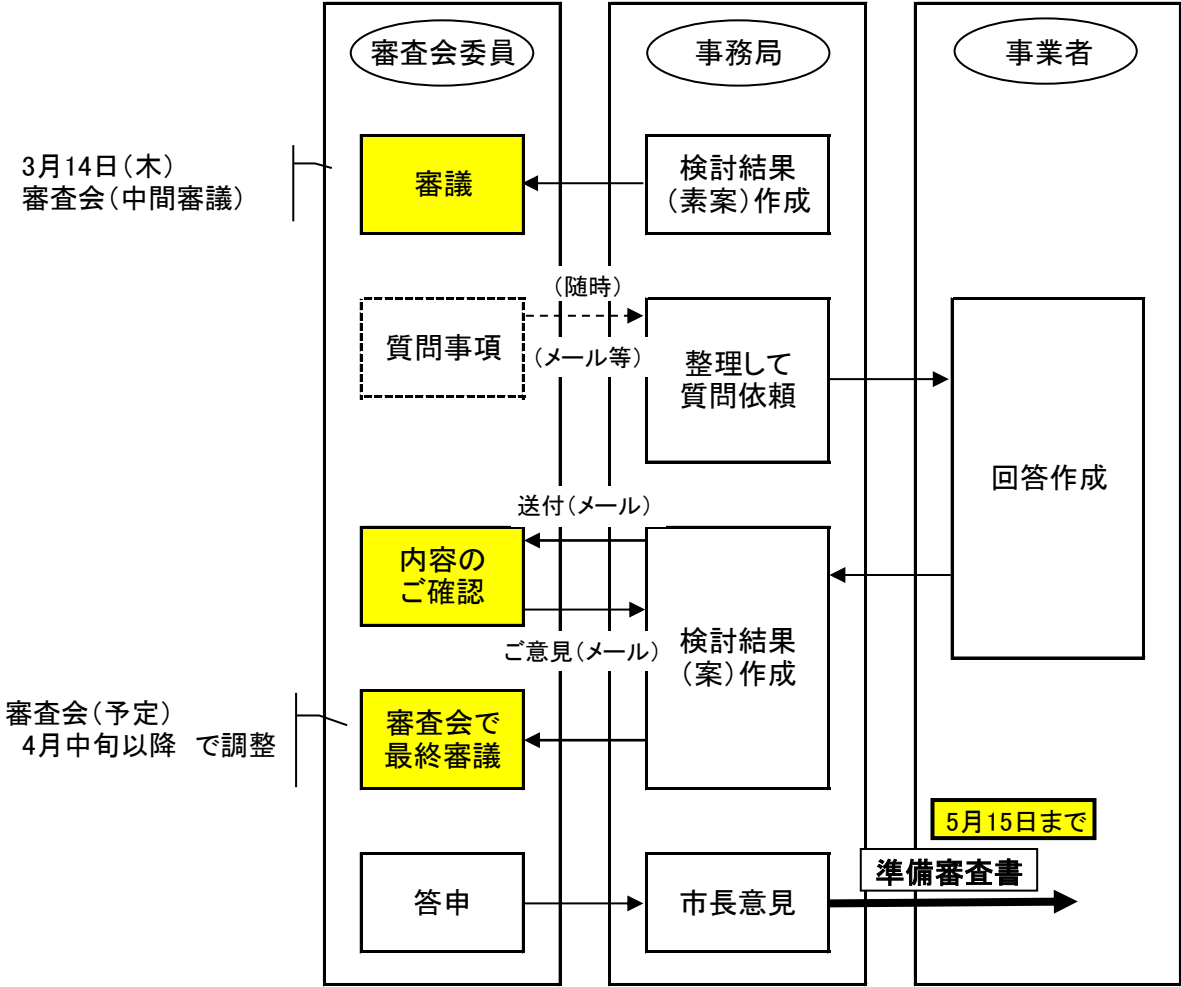 審査会委員
事務局
事業者
3月14日(木)
審査会(中間審議)
審議
検討結果
(素案)作成
(随時)
質問事項
(メール等)
整理して
質問依頼
回答作成
送付(メール)
内容の
ご確認
ご意見(メール)
検討結果
(案)作成
審査会(予定)
4月中旬以降 で調整
審査会で
最終審議
5月15日まで
準備審査書
答申
市長意見